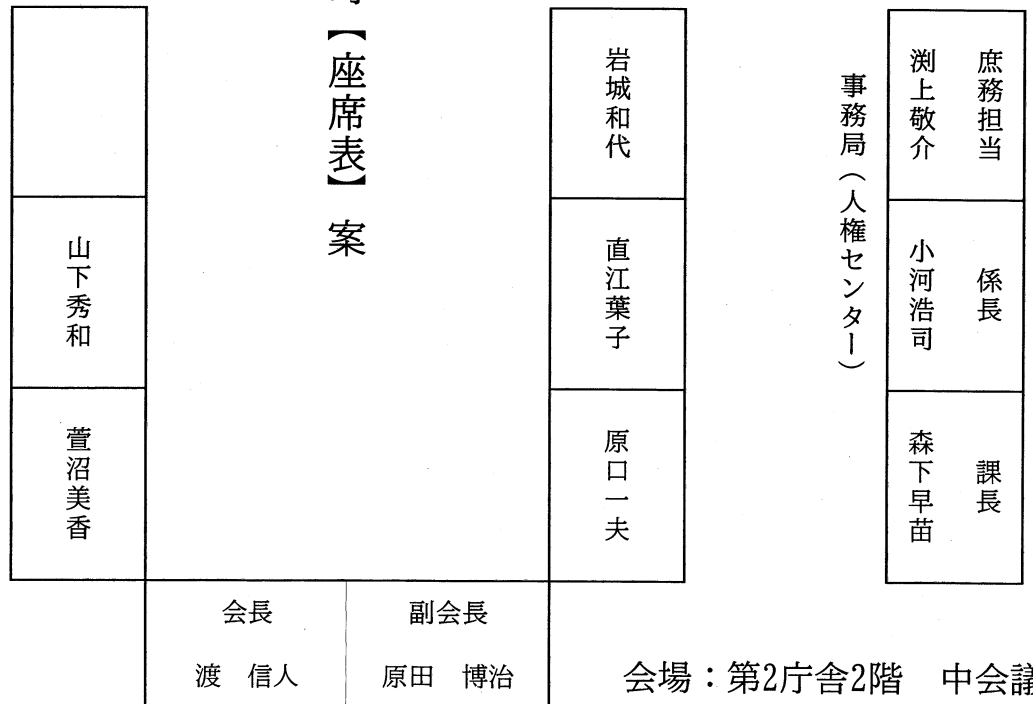 【座席表】 案
庶務担当
渕上敬介
係長
小河浩司
課長
森下早苗
事務局(人権センター)
岩城和代
直江葉子
原口一夫
山下秀和
萱沼美香
会長
渡 信人
副会長
原田 博治
会場:第2庁舎2階 中会議